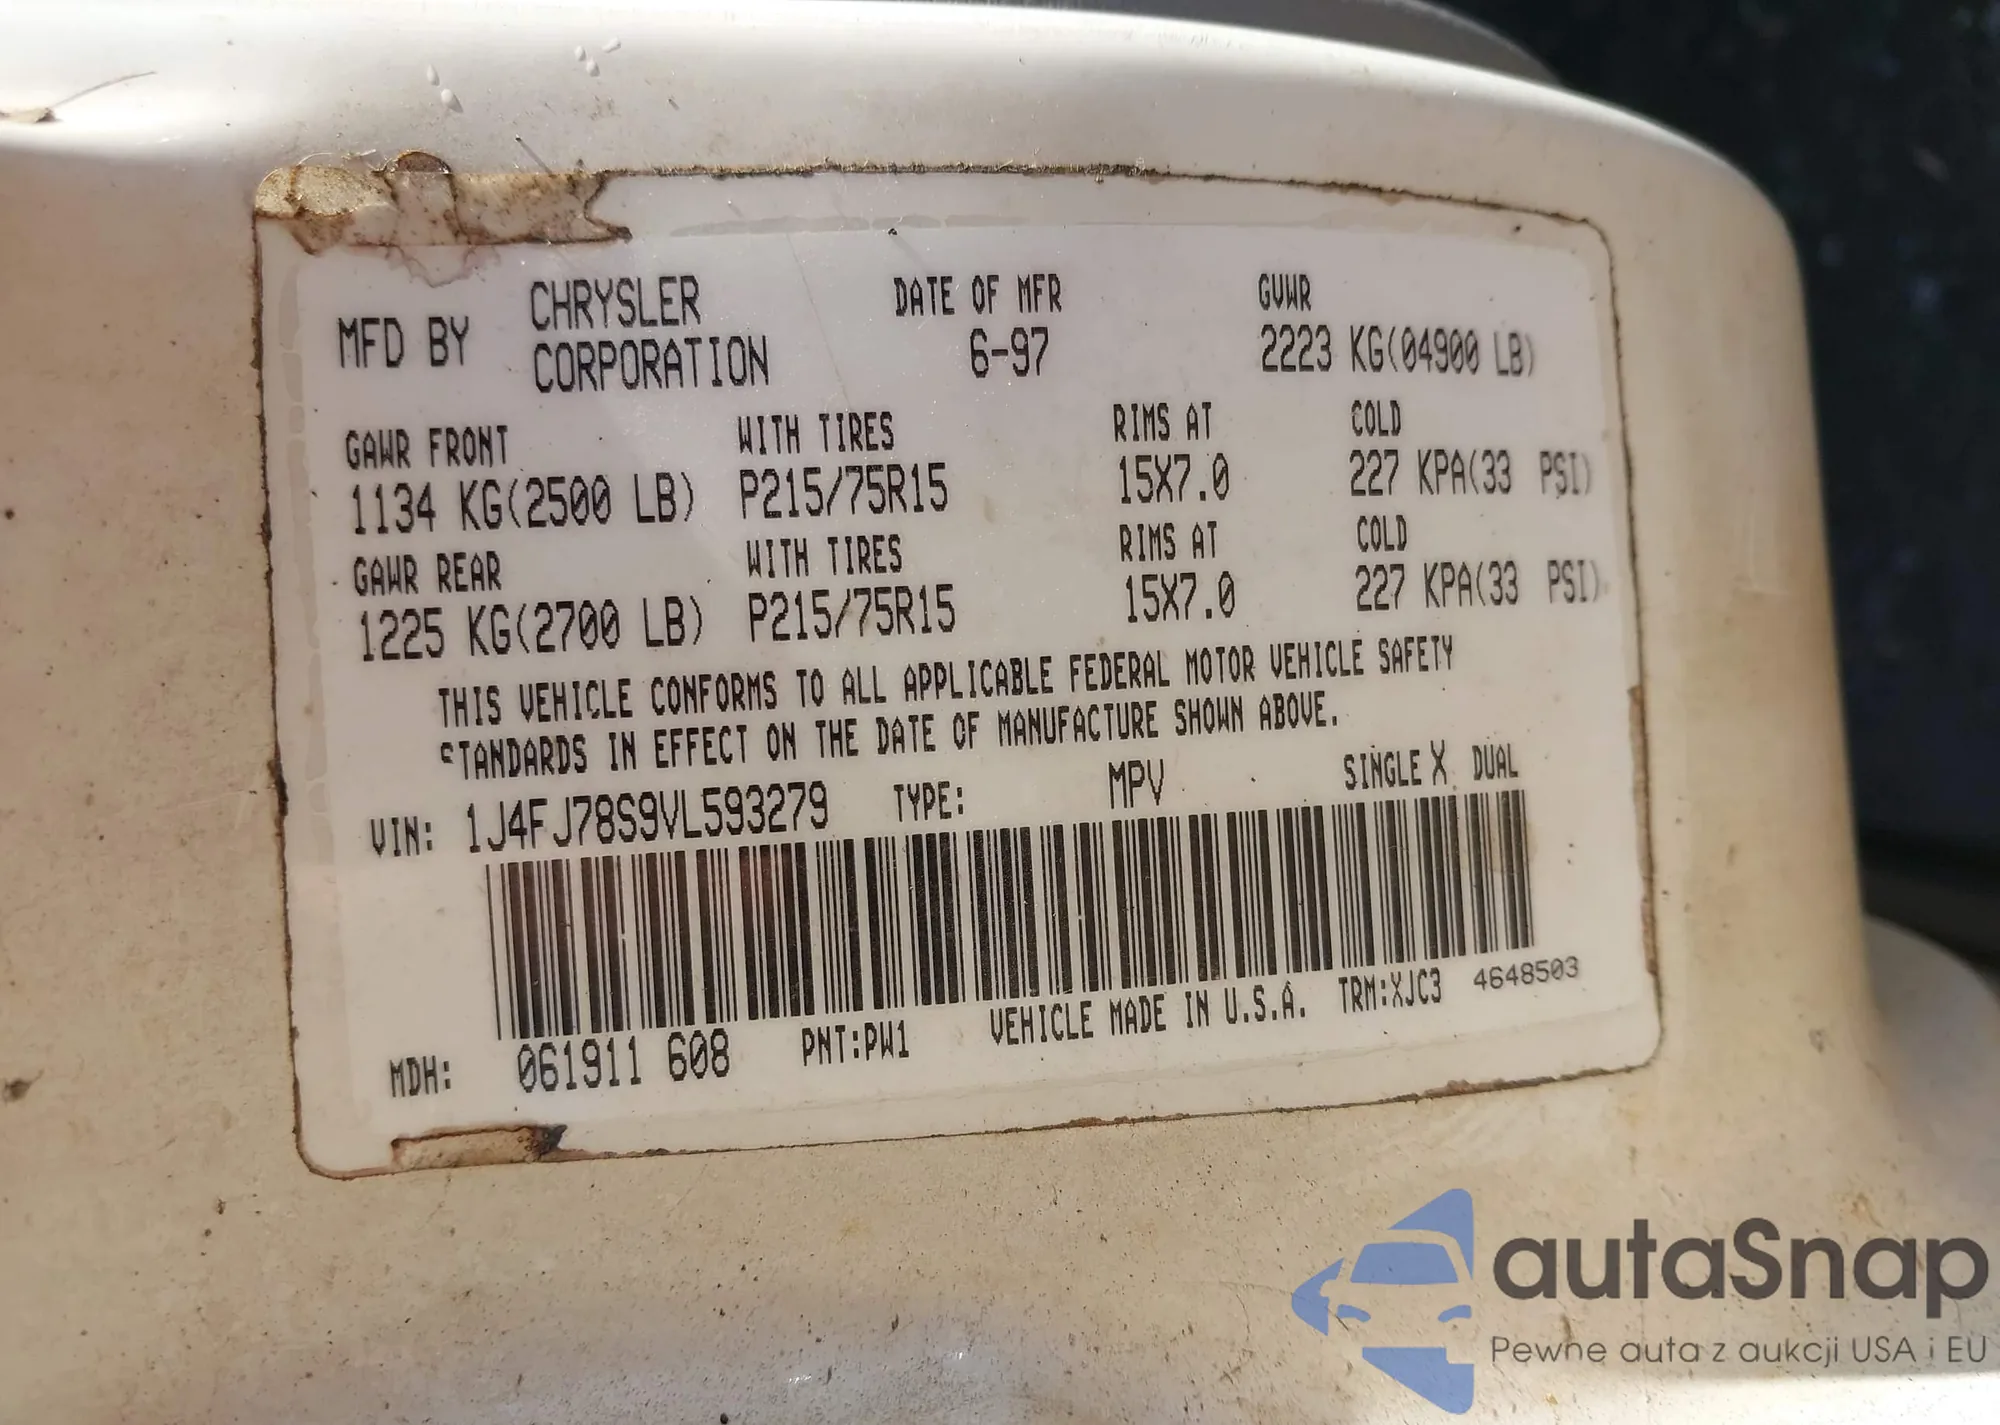 MFD BY CHRYSLER CORPORATION DATE OF MFR 6-97 GVWR 2223 KG(04900 LB)
GAWR FRONT WITH TIRES RIMS AT COLD
1134 KG(2500 LB) P215/75R15 15X7.0 227 KPA(33 PSI)
GAWR REAR WITH TIRES RIMS AT COLD
1225 KG(2700 LB) P215/75R15 15X7.0 227 KPA(33 PSI)
THIS VEHICLE CONFORMS TO ALL APPLICABLE FEDERAL MOTOR VEHICLE SAFETY
STANDARDS IN EFFECT ON THE DATE OF MANUFACTURE SHOWN ABOVE.
VIN: 1J4FJ78S9VL593279 TYPE: MPV SINGLE X DUAL
MDH: 061911 608 PNT:PW1 VEHICLE MADE IN U.S.A. TRM:XJC3 4648503
autaSnap
Pewne auta z aukcji USA i EU